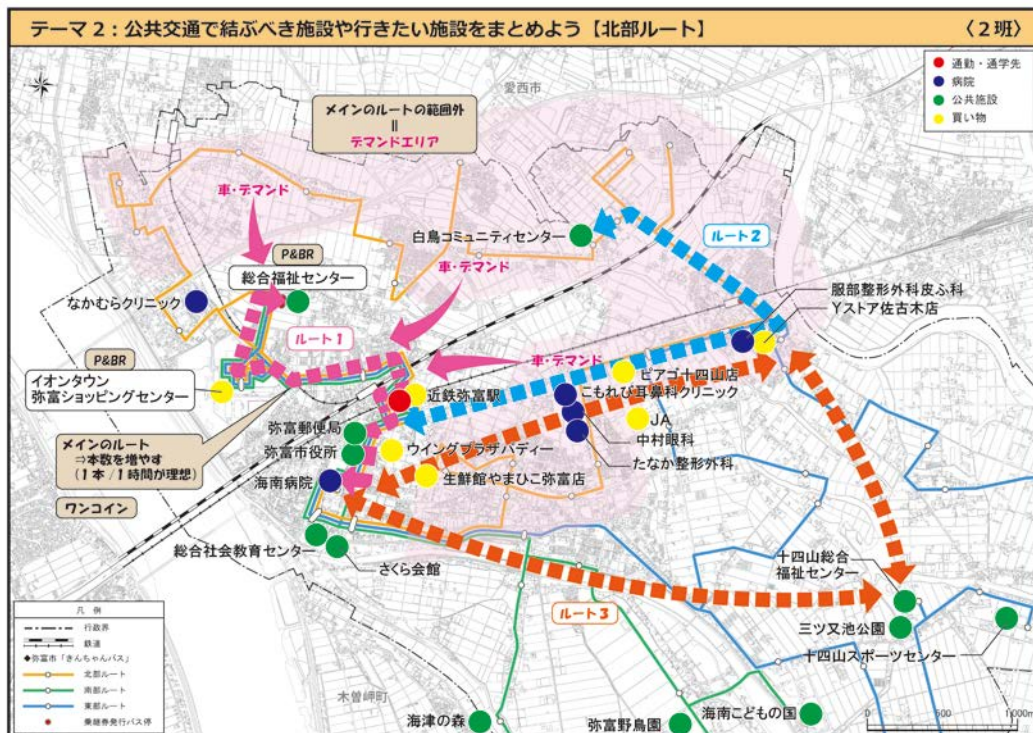 テーマ2:公共交通で結ぶべき施設や行きたい施設をまとめよう【北部ルート】
〈2班〉
通勤・通学先
病院
公共施設
買い物
愛西市
メインのルートの範囲外
||
デマンドエリア
車・デマンド
P&BR
総合福祉センター
なかむらクリニック
白鳥コミュニティセンター
ルート2
車・デマンド
服部整形外科皮ふ科
Yストア佐古木店
ルート1
P&BR
イオンタウン
弥富ショッピングセンター
車・デマンド
近鉄弥富駅
ピアゴ十四山店
こもれび耳鼻科クリニック
JA
中村眼科
たなか整形外科
弥富郵便局
弥富市役所
ウイングプラザパディー
生鮮館やまひこ弥富店
海南病院
メインのルート
⇒本数を増やす
(1本/1時間が理想)
ワンコイン
総合社会教育センター
さくら会館
ルート3
十四山総合
福祉センター
三ツ又池公園
十四山スポーツセンター
凡例
行政界
鉄道
◆弥富市「きんちゃんバス」
北部ルート
南部ルート
東部ルート
乗継券発行バス停
木曽岬町
海津の森
弥富野鳥園
海南こどもの国
0
500
1,000m